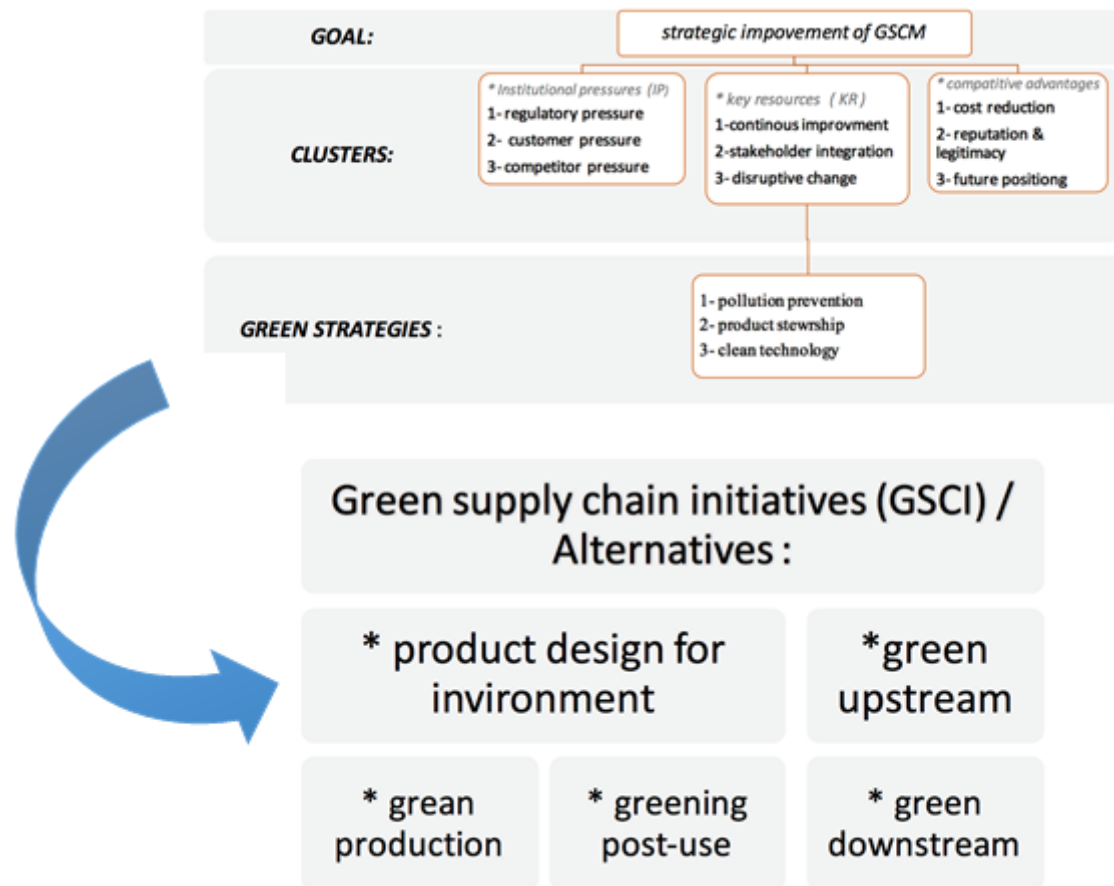 GOAL:
strategic impovement of GSCM
CLUSTERS:
* Institutional pressures (IP)
1- regulatory pressure
2- customer pressure
3- competitor pressure
* key resources ( KR )
1-continous improvment
2-stakeholder integration
3- disruptive change
* compatitive advantages
1- cost reduction
2- reputation &
legitimacy
3- future positiong
GREEN STRATEGIES :
1- pollution prevention
2- product stewrship
3- clean technology
Green supply chain initiatives (GSCI) /
Alternatives :
* product design for
invironment
*green
upstream
* grean
production
* greening
post-use
* green
downstream